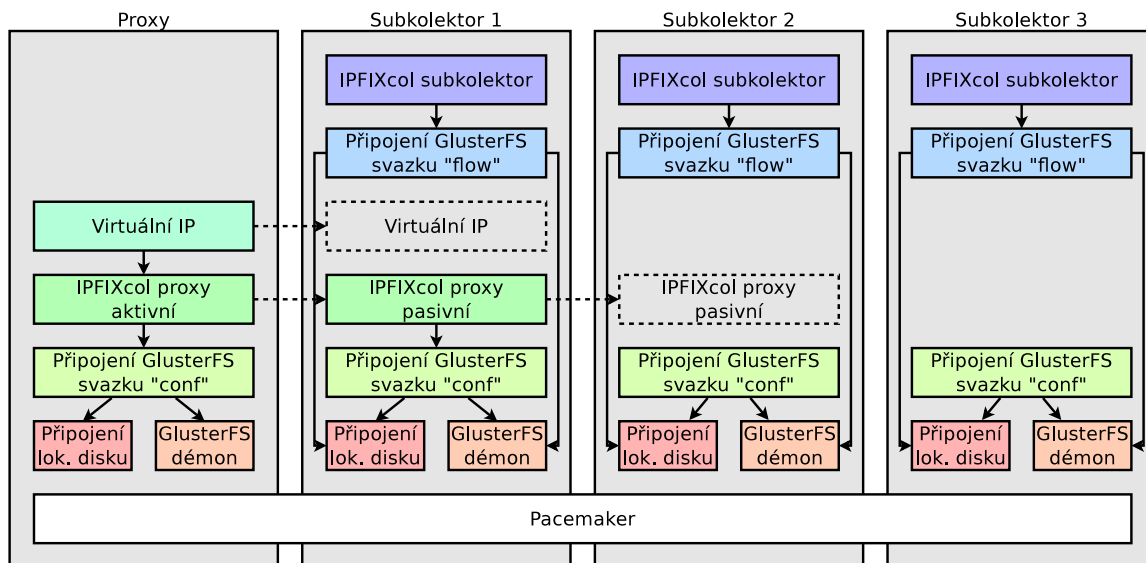 Proxy
Subkolektor 1
Subkolektor 2
Subkolektor 3
IPFIXcol subkolektor
IPFIXcol subkolektor
IPFIXcol subkolektor
Připojení GlusterFS
svazku "flow"
Připojení GlusterFS
svazku "flow"
Připojení GlusterFS
svazku "flow"
Virtuální IP
Virtuální IP
IPFIXcol proxy
aktivní
IPFIXcol proxy
pasivní
IPFIXcol proxy
pasivní
Připojení GlusterFS
svazku "conf"
Připojení GlusterFS
svazku "conf"
Připojení GlusterFS
svazku "conf"
Připojení GlusterFS
svazku "conf"
Připojení
lok. disku
GlusterFS
démon
Připojení
lok. disku
GlusterFS
démon
Připojení
lok. disku
GlusterFS
démon
Připojení
lok. disku
GlusterFS
démon
Pacemaker